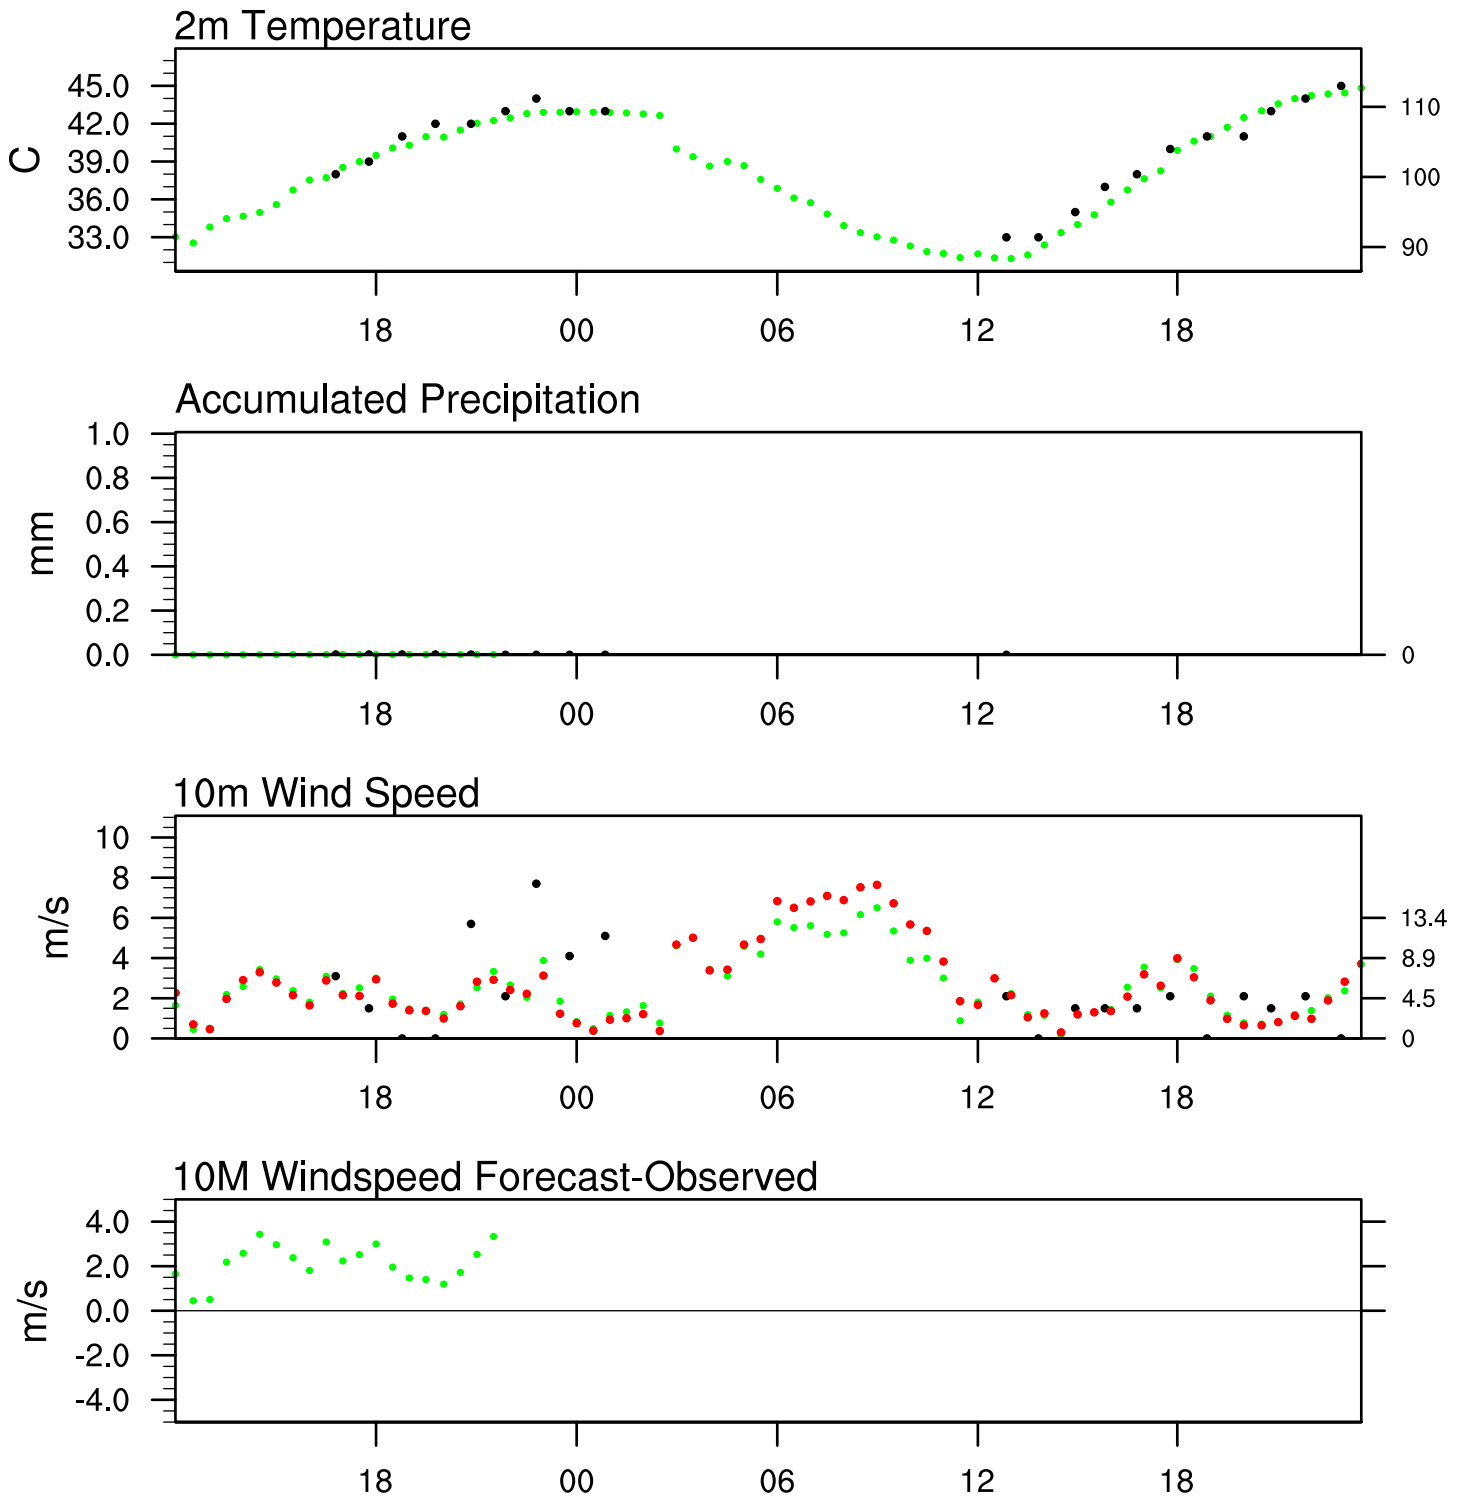 2m Temperature
45.0
42.0
39.0
36.0
33.0
C
110
100
90
18 00 06 12 18
Accumulated Precipitation
1.0
0.8
0.6
0.4
0.2
0.0
mm
0
18 00 06 12 18
10m Wind Speed
10
8
6
4
2
0
m/s
13.4
8.9
4.5
0
18 00 06 12 18
10M Windspeed Forecast-Observed
4.0
2.0
0.0
-2.0
-4.0
m/s
18 00 06 12 18